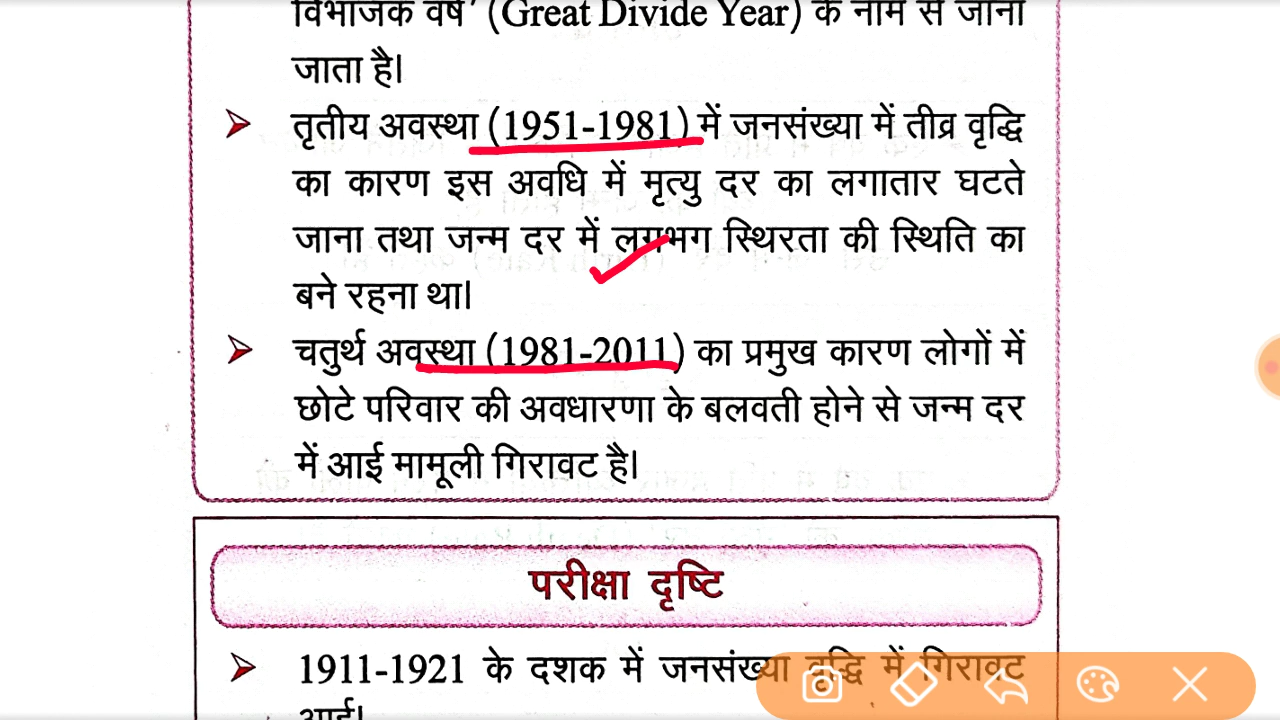 विभाजक वर्ष' (Great Divide Year) के नाम से जाना
जाता है।
तृतीय अवस्था (1951-1981) में जनसंख्या में तीव्र वृद्धि
का कारण इस अवधि में मृत्यु दर का लगातार घटते
जाना तथा जन्म दर में लगभग स्थिरता की स्थिति का
बने रहना था।
चतुर्थ अवस्था (1981-2011) का प्रमुख कारण लोगों में
छोटे परिवार की अवधारणा के बलवती होने से जन्म दर
में आई मामूली गिरावट है।
परीक्षा दृष्टि
1911-1921 के दशक में जनसंख्या वृद्धि में गिरावट
आई।